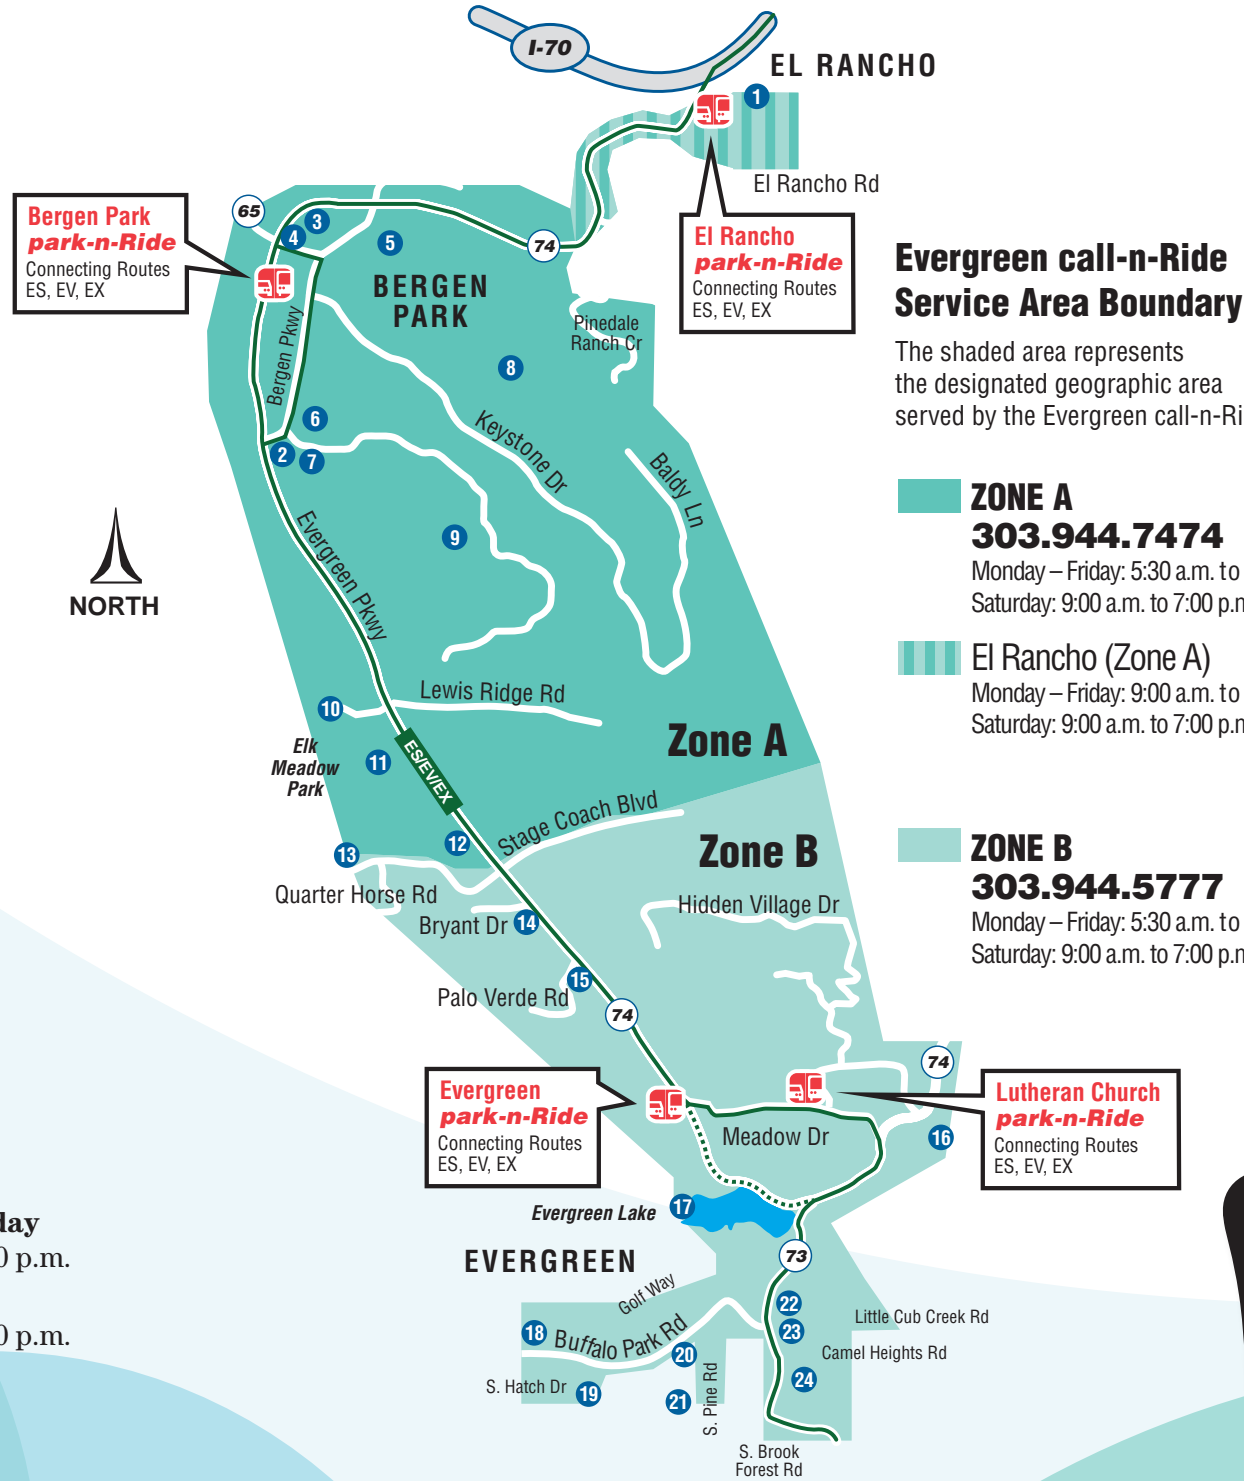 I-70
EL RANCHO
1
El Rancho Rd
65
3
4
5
74
Bergen Park
park-n-Ride
Connecting Routes
ES, EV, EX
El Rancho
park-n-Ride
Connecting Routes
ES, EV, EX
BERGEN
PARK
Pinedale
Ranch Cr
Bergen Pkwy
8
6
2
7
Keystone Dr
Baldy Ln
9
Evergreen Pkwy
NORTH
Lewis Ridge Rd
10
Elk
Meadow
Park
11
ES/EV/EX
Zone A
12
Stage Coach Blvd
13
Zone B
Quarter Horse Rd
Hidden Village Dr
Bryant Dr
14
15
Palo Verde Rd
74
74
Evergreen
park-n-Ride
Connecting Routes
ES, EV, EX
Lutheran Church
park-n-Ride
Connecting Routes
ES, EV, EX
Meadow Dr
16
17
Evergreen Lake
EVERGREEN
73
Golf Way
22
Little Cub Creek Rd
18
Buffalo Park Rd
23
Camel Heights Rd
20
S. Hatch Dr
19
21
S. Pine Rd
24
S. Brook
Forest Rd
Evergreen call-n-Ride
Service Area Boundary
The shaded area represents
the designated geographic area
served by the Evergreen call-n-Ri
ZONE A
303.944.7474
Monday – Friday: 5:30 a.m. to
Saturday: 9:00 a.m. to 7:00 p.m
El Rancho (Zone A)
Monday – Friday: 9:00 a.m. to
Saturday: 9:00 a.m. to 7:00 p.m
ZONE B
303.944.5777
Monday – Friday: 5:30 a.m. to
Saturday: 9:00 a.m. to 7:00 p.m
day
0 p.m.
0 p.m.